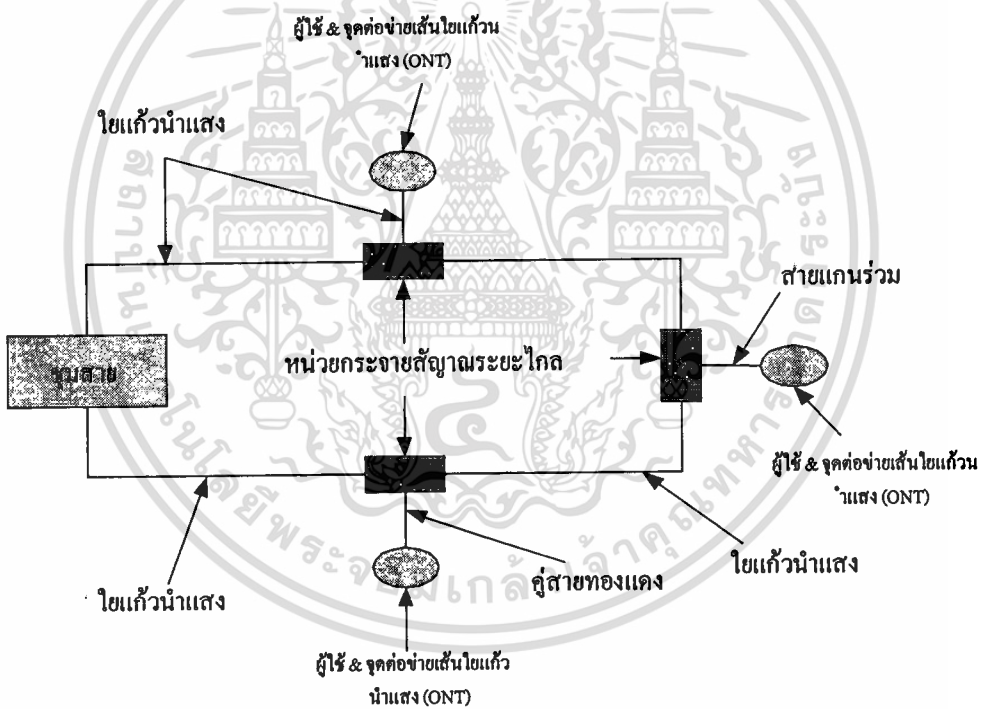 ผู้ใช้ & จุดต่อข่ายเส้นใยแก้วน
ำแสง (ONT)
ใยแก้วนำแสง
สายแกนร่วม
ชุมสาย
หน่วยกระจายสัญาณระยะไกล
ผู้ใช้ & จุดต่อข่ายเส้นใยแก้วน
ำแสง (ONT)
ใยแก้วนำแสง
คู่สายทองแดง
ใยแก้วนำแสง
ผู้ใช้ & จุดต่อข่ายเส้นใยแก้ว
นำแสง (ONT)